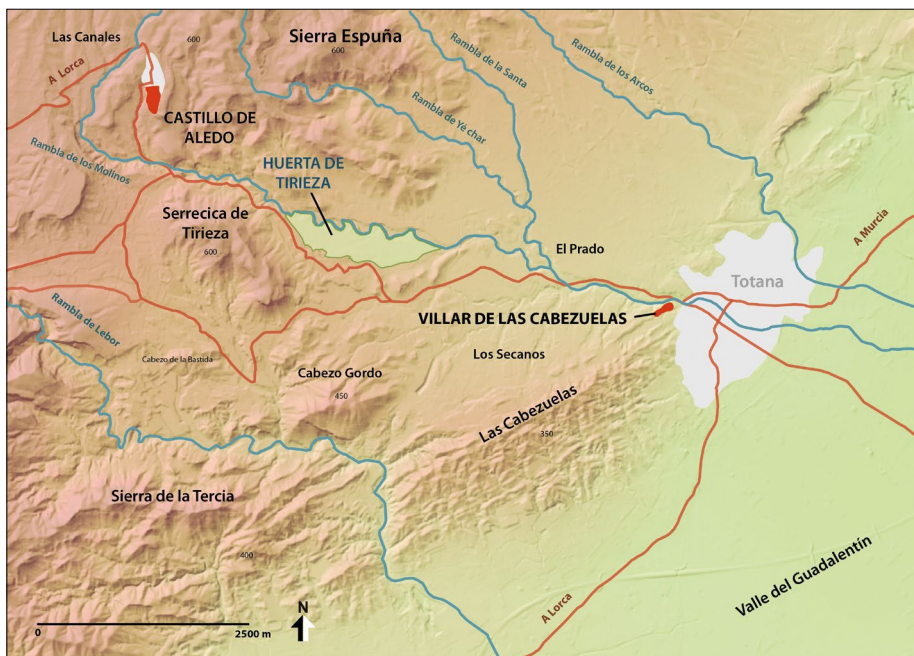 Las Canales
600
Sierra Espuña
600
Rambla de la Santa
Rambla de los Arcos
A Lorca
CASTILLO DE
ALEDO
Rambla de Yéchar
Rambla de los Molinos
HUERTA DE
TIRIEZA
Serrecica de
Tirieza
600
El Prado
A Murcia
Totana
Rambla de Lebor
VILLAR DE LAS CABEZUELAS
Cabezo de la Bastida
Los Secanos
Cabezo Gordo
450
Las Cabezuelas
350
Sierra de la Tercia
400
Valle del Guadalentín
A Lorca
N
0
2500 m